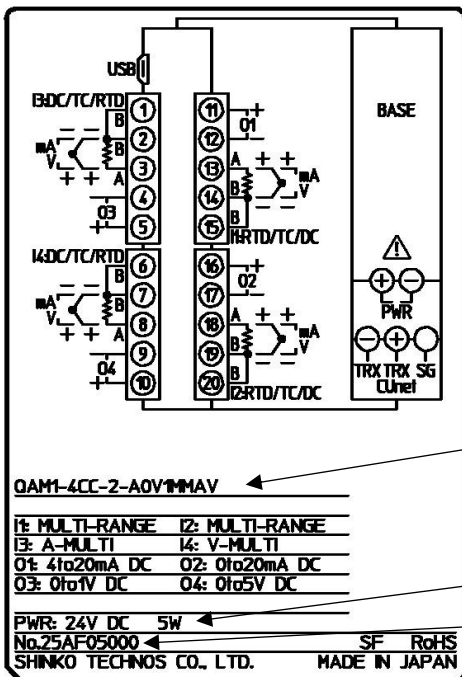 USB
I3:DC/TC/RTD
B 1
2
B
mA
V
3
A
+ + 4
O3
+ 5
I4:DC/TC/RTD
B 6
7
B
mA
V
8
A
+ + 9
O4
+ 10
11 +
O1
12 −
A
13 + +
mA
V
B
14
B
15
I1:RTD/TC/DC
16 +
O2
17 −
A
18 + +
mA
V
B
19
B
20
I2:RTD/TC/DC
BASE
+ −
PWR
− +
TRX TRX SG
CUnet
QAM1-4CC-2-A0V1MMAV
I1: MULTI-RANGE I2: MULTI-RANGE
I3: A-MULTI I4: V-MULTI
O1: 4to20mA DC O2: 0to20mA DC
O3: 0to1V DC O4: 0to5V DC
PWR: 24V DC 5W
No.25AF05000 SF RoHS
SHINKO TECHNOS CO., LTD. MADE IN JAPAN